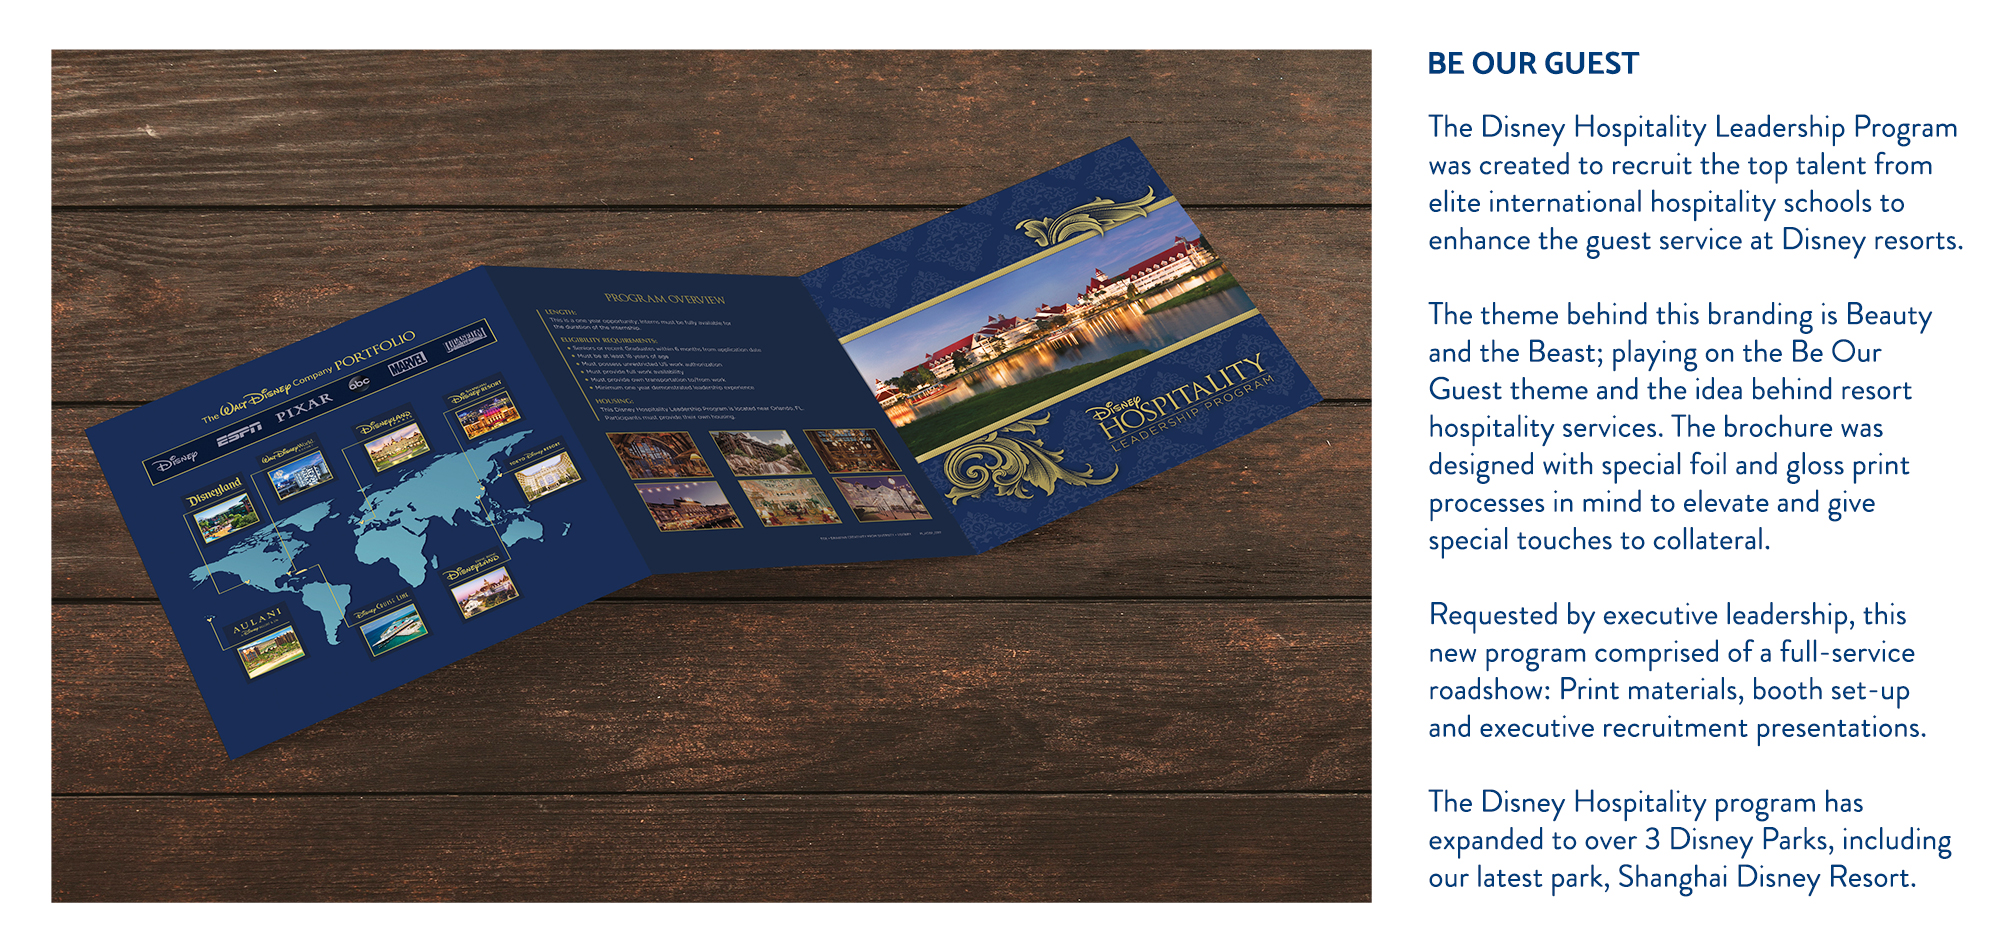 The WALT DISNEY Company PORTFOLIO
DISNEY
ESPN
PIXAR
abc
MARVEL
Disneyland
Walt Disney World
DISNEYLAND
DISNEY RESORT
TOKYO DISNEY RESORT
AULANI
DISNEY CRUISE LINE
DISNEYLAND
PROGRAM OVERVIEW
LENGTH:
This is a one year opportunity; Interns must be fully available for
the duration of the internship.
ELIGIBILITY REQUIREMENTS:
• Seniors or recent Graduates within 6 months from application date
• Must be at least 18 years of age
• Must possess unrestricted US work authorization
• Must provide full work availability
• Must provide own transportation to/from work
• Minimum one year demonstrated leadership experience
HOUSING:
This Disney Hospitality Leadership Program is located near Orlando, FL.
Participants must provide their own housing.
DISNEY
HOSPITALITY
LEADERSHIP PROGRAM
BE OUR GUEST
The Disney Hospitality Leadership Program
was created to recruit the top talent from
elite international hospitality schools to
enhance the guest service at Disney resorts.
The theme behind this branding is Beauty
and the Beast; playing on the Be Our
Guest theme and the idea behind resort
hospitality services. The brochure was
designed with special foil and gloss print
processes in mind to elevate and give
special touches to collateral.
Requested by executive leadership, this
new program comprised of a full-service
roadshow: Print materials, booth set-up
and executive recruitment presentations.
The Disney Hospitality program has
expanded to over 3 Disney Parks, including
our latest park, Shanghai Disney Resort.